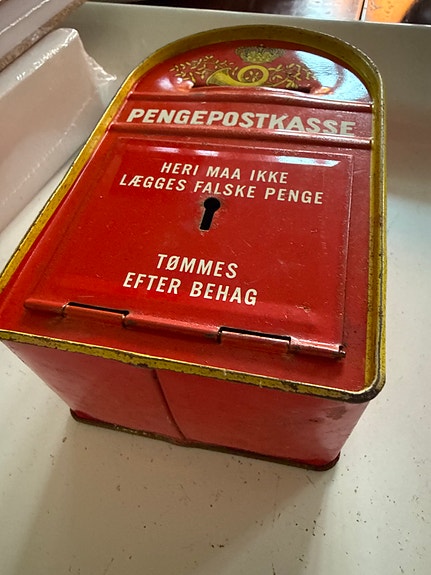 PENGEPOSTKASSE
HERI MAA IKKE
LÆGGES FALSKE PENGE
TØMMES
EFTER BEHAG